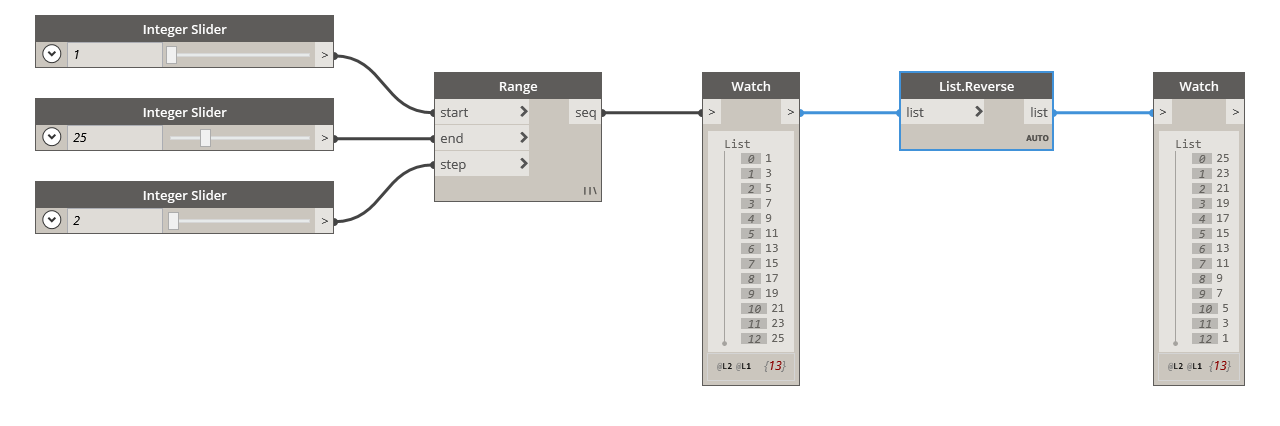 Integer Slider
1 >
Integer Slider
25 >
Integer Slider
2 >
Range
start > seq
end >
step >
Watch
> >
List
0 1
1 3
2 5
3 7
4 9
5 11
6 13
7 15
8 17
9 19
10 21
11 23
12 25
@L2 @L1 {13}
List.Reverse
list > list
AUTO
Watch
> >
List
0 25
1 23
2 21
3 19
4 17
5 15
6 13
7 11
8 9
9 7
10 5
11 3
12 1
@L2 @L1 {13}